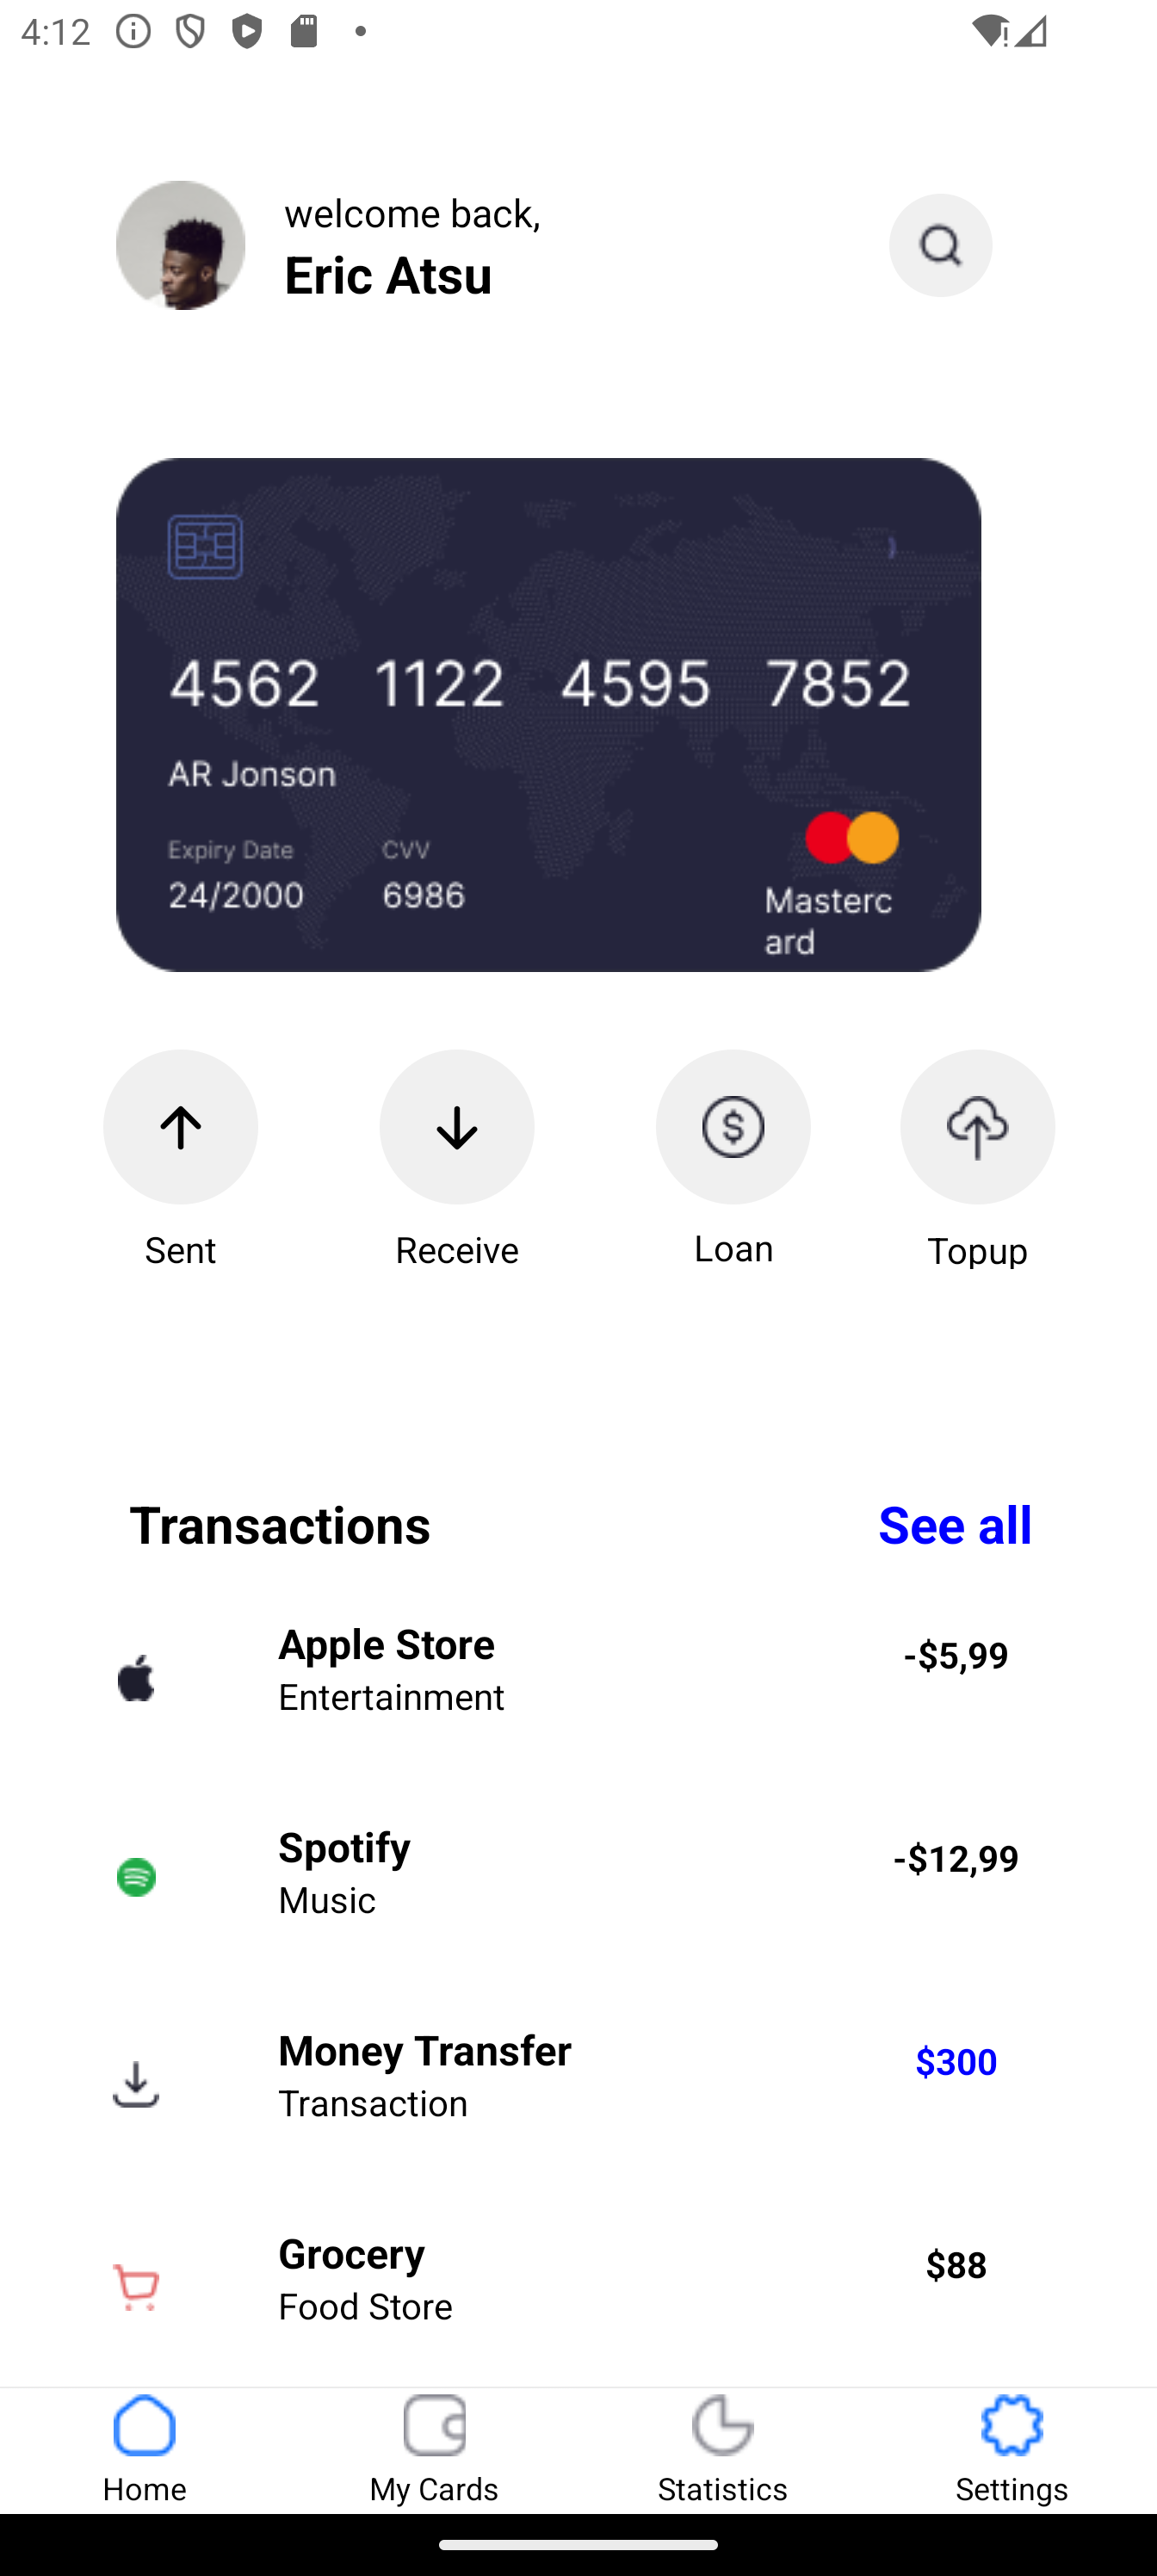 4:12
welcome back,
Eric Atsu
4562 1122 4595 7852
AR Jonson
Expiry Date CVV
24/2000 6986
Masterc
ard
Sent Receive Loan Topup
Transactions See all
Apple Store -$5,99
Entertainment
Spotify -$12,99
Music
Money Transfer $300
Transaction
Grocery $88
Food Store
Home My Cards Statistics Settings